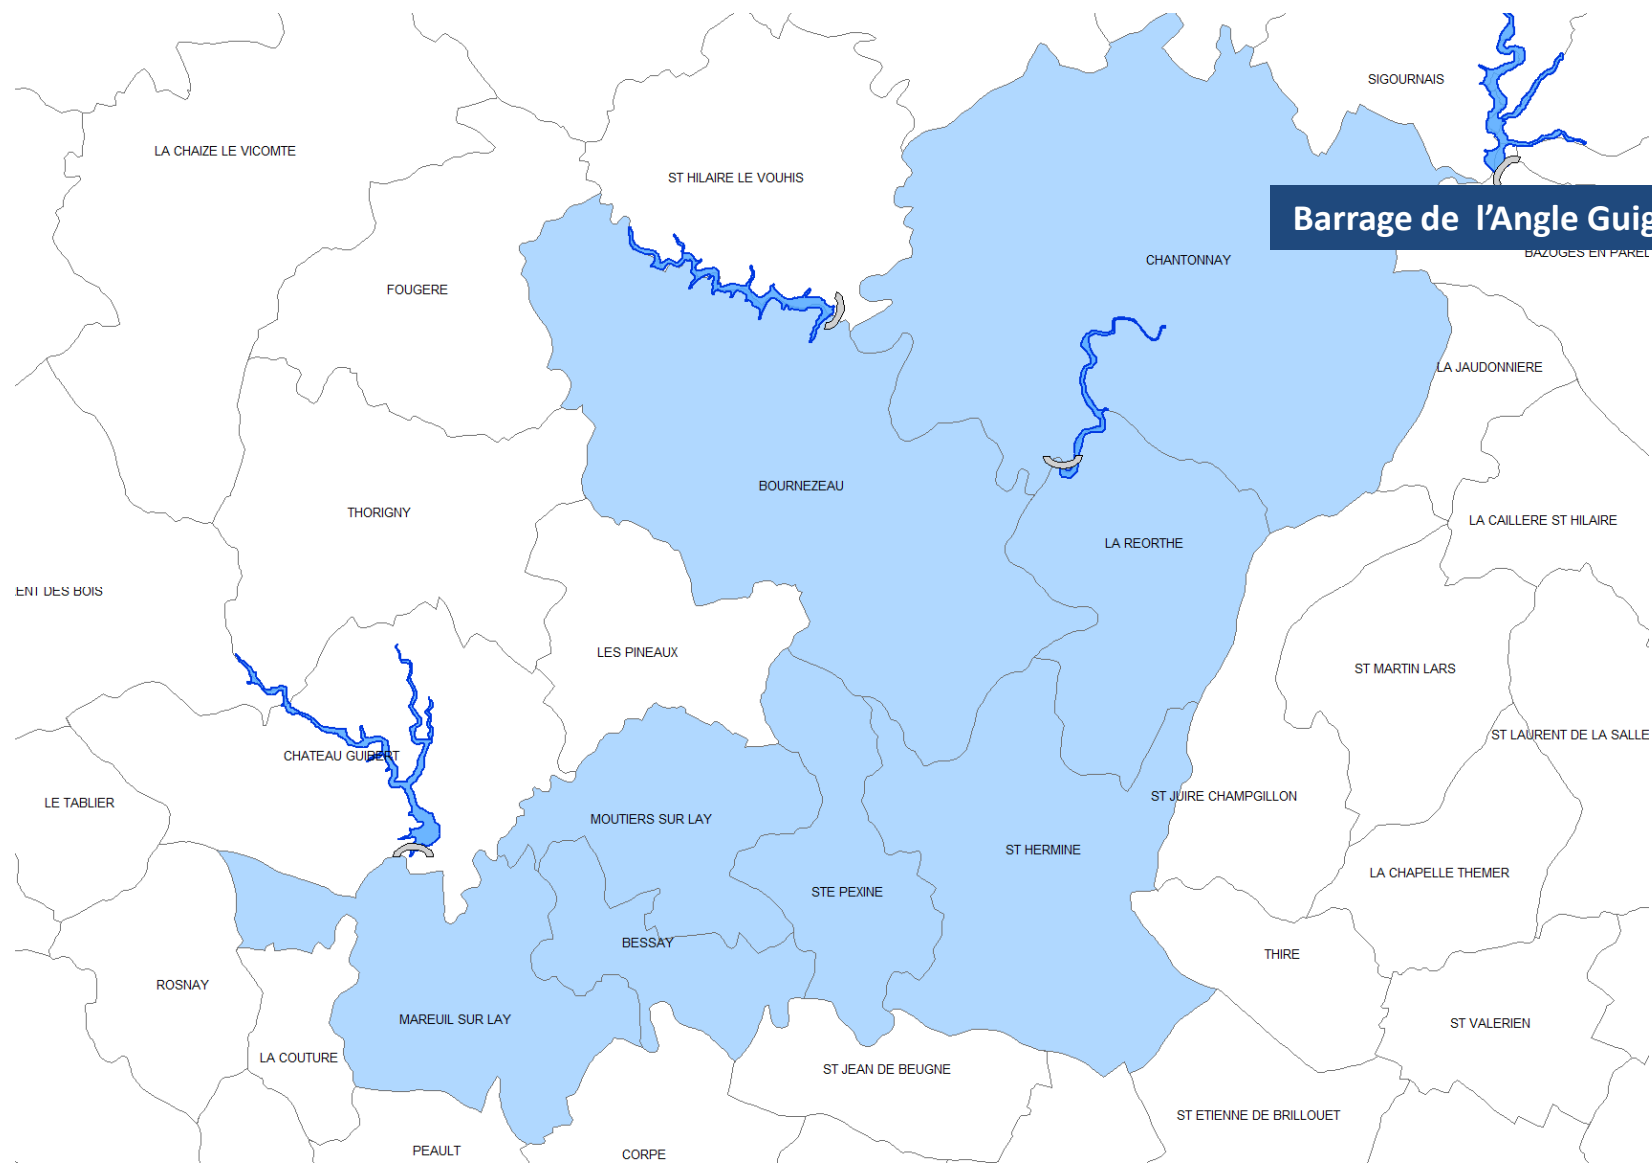 SIGOURNAIS
LA CHAIZE LE VICOMTE
ST HILAIRE LE VOUHIS
Barrage de l’Angle
BAZOGES EN
CHANTONNAY
FOUGERE
LA JAUDONNIERE
BOURNEZEAU
THORIGNY
LA CAILLERE ST HILAIRE
LA REORTHE
DES BOIS
LES PINEAUX
ST MARTIN LARS
ST LAURENT DE LA SALLE
CHATEAU GUIBERT
ST JUIRE CHAMPGILLON
LE TABLIER
MOUTIERS SUR LAY
ST HERMINE
LA CHAPELLE THEMER
STE PEXINE
BESSAY
THIRE
ROSNAY
MAREUIL SUR LAY
ST VALERIEN
LA COUTURE
ST JEAN DE BEUGNE
ST ETIENNE DE BRILLOUET
PEAULT
CORPE